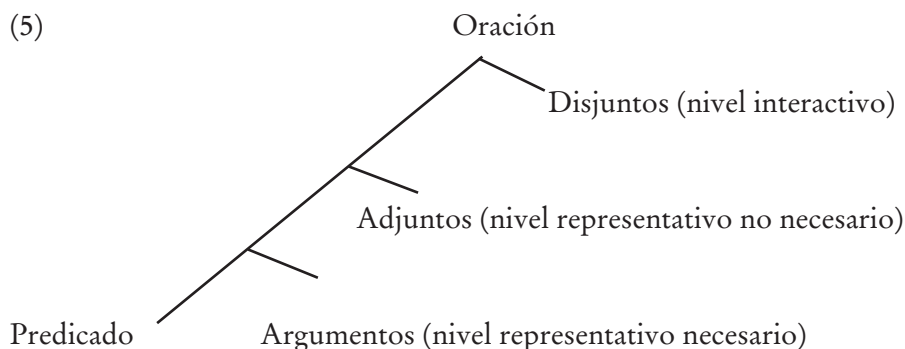 (5) Oración
Disjuntos (nivel interactivo)
Adjuntos (nivel representativo no necesario)
Predicado Argumentos (nivel representativo necesario)